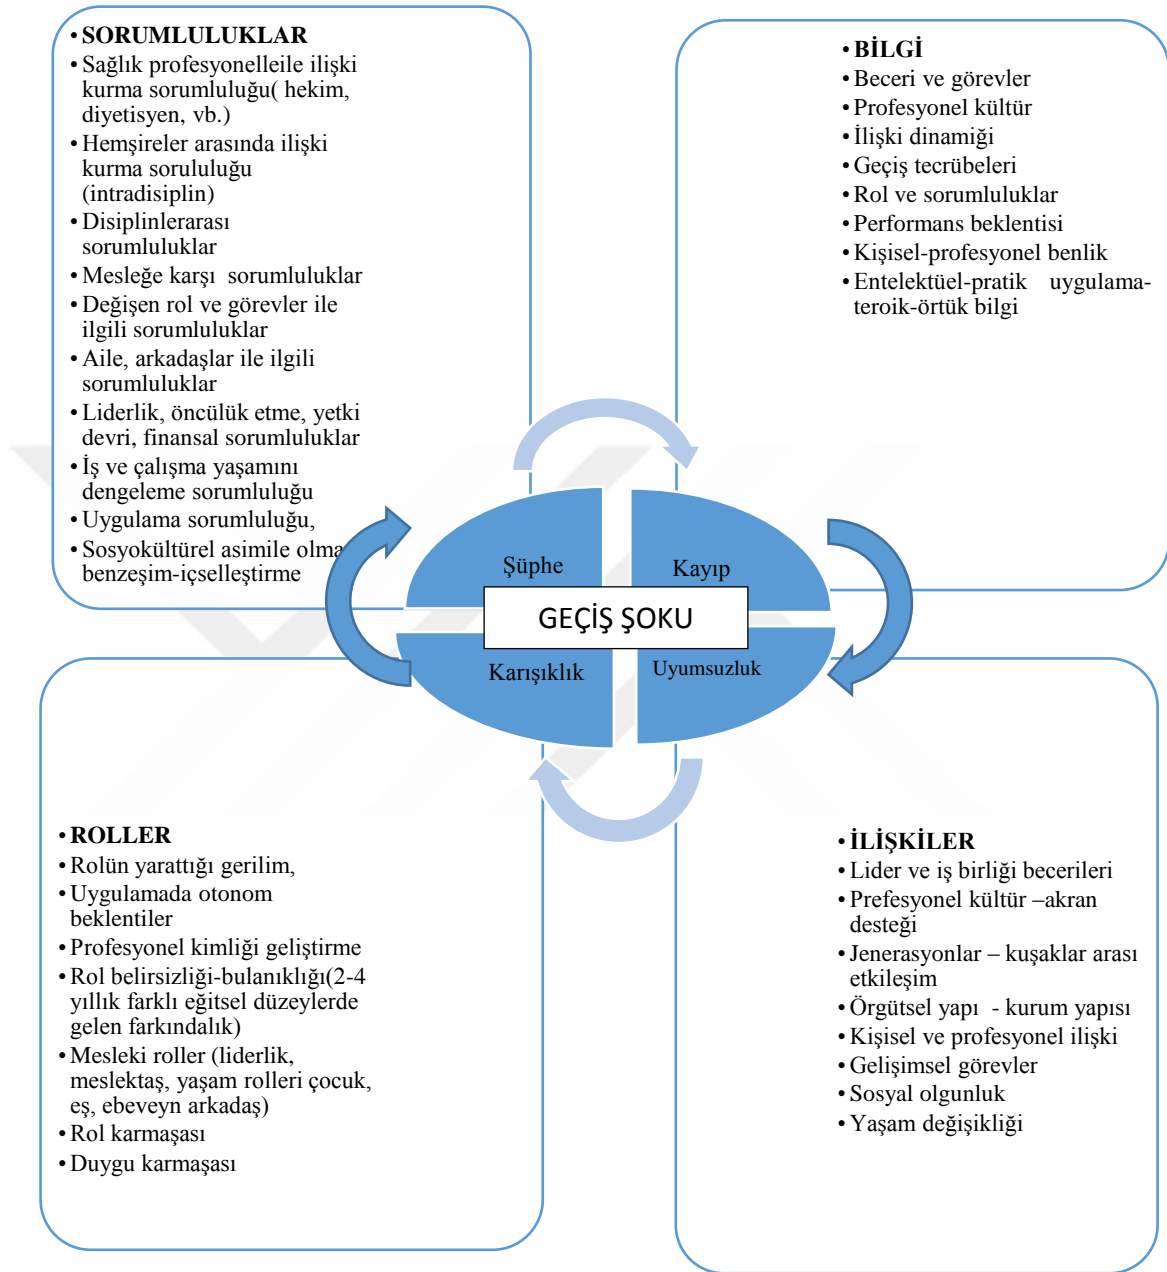 • SORUMLULUKLAR
• Sağlık profesyonelleile ilişki
kurma sorumluluğu( hekim,
diyetisyen, vb.)
• Hemşireler arasında ilişki
kurma sorululuğu
(intradisiplin)
• Disiplinlerarası
sorumluluklar
• Mesleğe karşı sorumluluklar
• Değişen rol ve görevler ile
ilgili sorumluluklar
• Aile, arkadaşlar ile ilgili
sorumluluklar
• Liderlik, öncülük etme, yetki
devri, finansal sorumluluklar
• İş ve çalışma yaşamını
dengeleme sorumluluğu
• Uygulama sorumluluğu,
• Sosyokültürel asimile olma
benzeşim-içselleştirme
• BİLGİ
• Beceri ve görevler
• Profesyonel kültür
• İlişki dinamiği
• Geçiş tecrübeleri
• Rol ve sorumluluklar
• Performans beklentisi
• Kişisel-profesyonel benlik
• Entelektüel-pratik uygulama-
teroik-örtük bilgi
Şüphe
Kayıp
GEÇİŞ ŞOKU
Karışıklık
Uyumsuzluk
• ROLLER
• Rolün yarattığı gerilim,
• Uygulamada otonom
beklentiler
• Profesyonel kimliği geliştirme
• Rol belirsizliği-bulanıklığı(2-4
yıllık farklı eğitsel düzeylerde
gelen farkındalık)
• Mesleki roller (liderlik,
meslektaş, yaşam rolleri çocuk,
eş, ebeveyn arkadaş)
• Rol karmaşası
• Duygu karmaşası
• İLİŞKİLER
• Lıder ve iş birliği becerileri
• Prefesyonel kültür –akran
desteği
• Jenerasyonlar – kuşaklar arası
etkileşim
• Örgütsel yapı - kurum yapısı
• Kişisel ve profesyonel ilişki
• Gelişimsel görevler
• Sosyal olgunluk
• Yaşam değişikliği